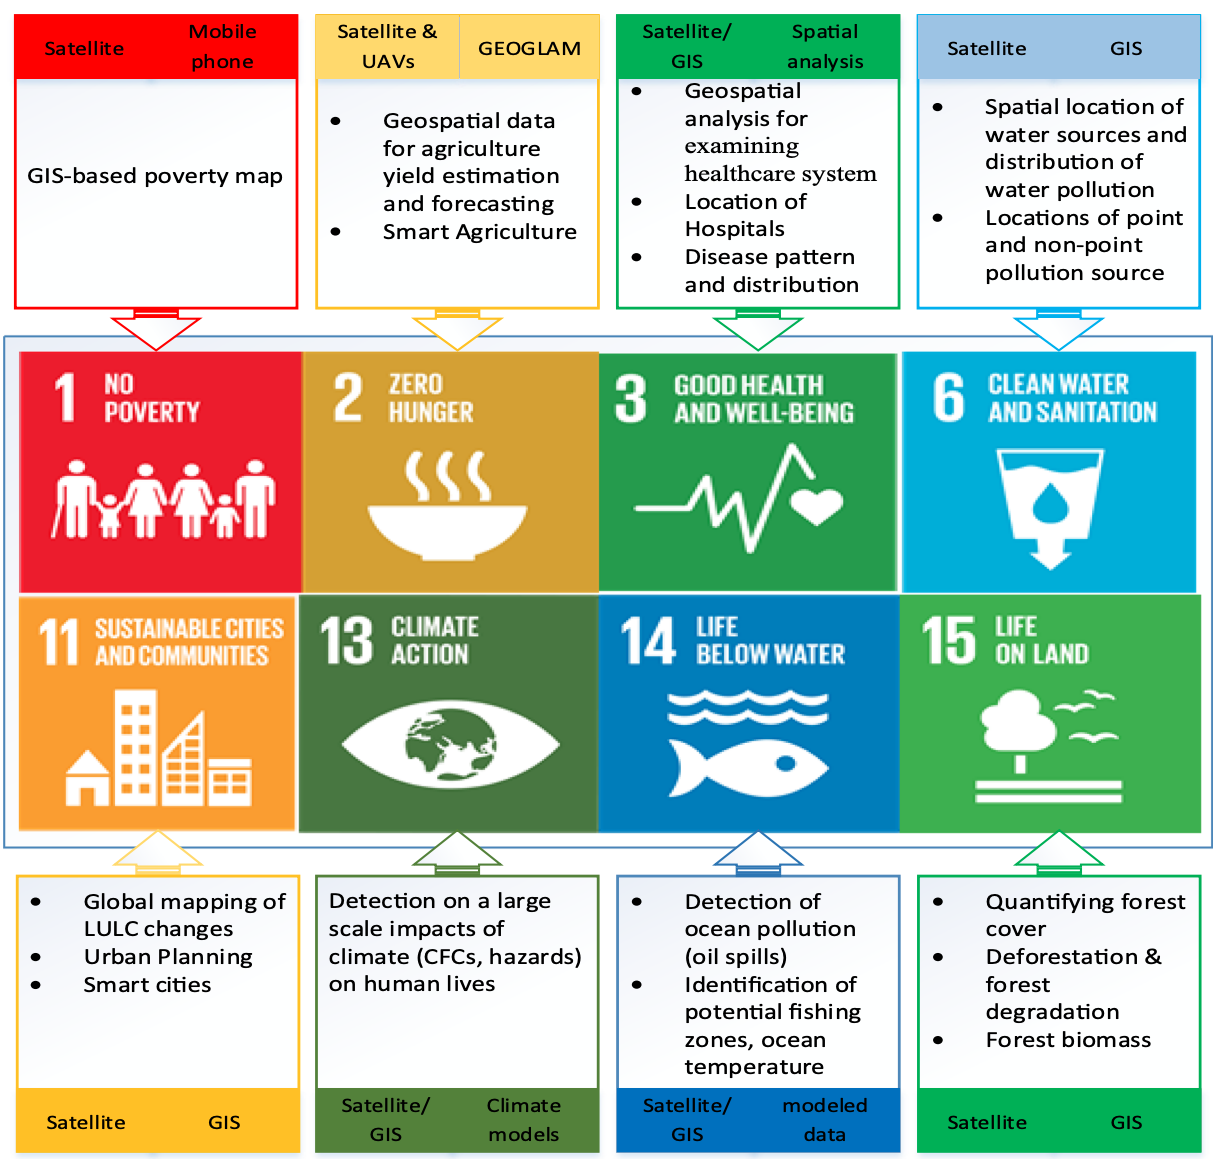 Satellite
Mobile
phone
GIS-based poverty map
Satellite &
UAVs
GEOGLAM
• Geospatial data
for agriculture
yield estimation
and forecasting
• Smart Agriculture
Satellite/
GIS
Spatial
analysis
• Geospatial
analysis for
examining
healthcare system
• Location of
Hospitals
• Disease pattern
and distribution
Satellite
GIS
• Spatial location of
water sources and
distribution of
water pollution
• Locations of point
and non-point
pollution source
1 NO
POVERTY
2 ZERO
HUNGER
3 GOOD HEALTH
AND WELL-BEING
6 CLEAN WATER
AND SANITATION
11 SUSTAINABLE CITIES
AND COMMUNITIES
13 CLIMATE
ACTION
14 LIFE
BELOW WATER
15 LIFE
ON LAND
• Global mapping of
LULC changes
• Urban Planning
• Smart cities
Satellite
GIS
Detection on a large
scale impacts of
climate (CFCs, hazards)
on human lives
Satellite/
GIS
Climate
models
• Detection of
ocean pollution
(oil spills)
• Identification of
potential fishing
zones, ocean
temperature
Satellite/
GIS
modeled
data
• Quantifying forest
cover
• Deforestation &
forest
degradation
• Forest biomass
Satellite
GIS